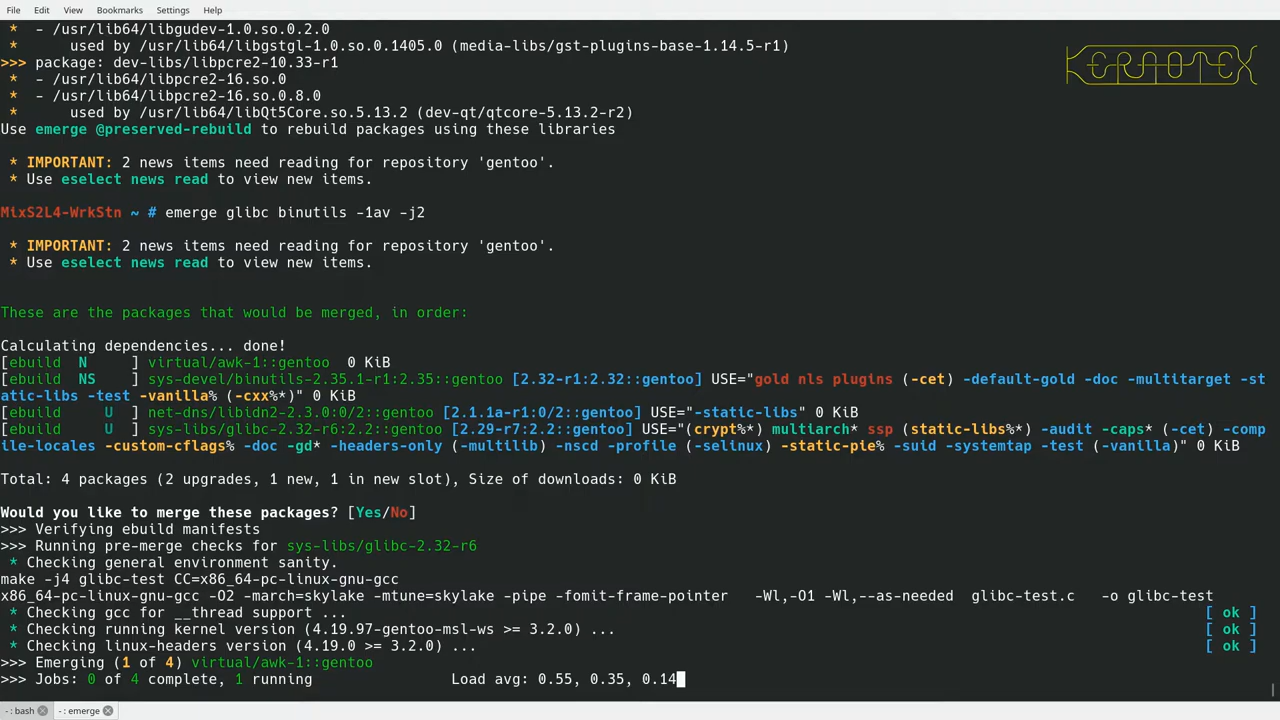 File Edit View Bookmarks Settings Help
* - /usr/lib64/libgudev-1.0.so.0.2.0
* used by /usr/lib64/libgstgl-1.0.so.0.1405.0 (media-libs/gst-plugins-base-1.14.5-r1)
>>> package: dev-libs/libpcre2-10.33-r1
* - /usr/lib64/libpcre2-16.so.0
* - /usr/lib64/libpcre2-16.so.0.8.0
* used by /usr/lib64/libQt5Core.so.5.13.2 (dev-qt/qtcore-5.13.2-r2)
Use emerge @preserved-rebuild to rebuild packages using these libraries
* IMPORTANT: 2 news items need reading for repository 'gentoo'.
* Use eselect news read to view new items.
MixS2L4-WrkStn ~ # emerge glibc binutils -1av -j2
* IMPORTANT: 2 news items need reading for repository 'gentoo'.
* Use eselect news read to view new items.
These are the packages that would be merged, in order:
Calculating dependencies... done!
[ebuild N ] virtual/awk-1::gentoo 0 KiB
[ebuild NS ] sys-devel/binutils-2.35.1-r1:2.35::gentoo [2.32-r1:2.32::gentoo] USE="gold nls plugins (-cet) -default-gold -doc -multitarget -st
atic-libs -test -vanilla% (-cxx%*)" 0 KiB
[ebuild U ] net-dns/libidn2-2.3.0:0/2::gentoo [2.1.1a-r1:0/2::gentoo] USE="-static-libs" 0 KiB
[ebuild U ] sys-libs/glibc-2.32-r6:2.2::gentoo [2.29-r7:2.2::gentoo] USE="(crypt%*) multiarch* ssp (static-libs%*) -audit -caps* (-cet) -comp
ile-locales -custom-cflags% -doc -gd* -headers-only (-multilib) -nscd -profile (-selinux) -static-pie% -suid -systemtap -test (-vanilla)" 0 KiB
Total: 4 packages (2 upgrades, 1 new, 1 in new slot), Size of downloads: 0 KiB
Would you like to merge these packages? [Yes/No]
>>> Verifying ebuild manifests
>>> Running pre-merge checks for sys-libs/glibc-2.32-r6
* Checking general environment sanity.
make -j4 glibc-test CC=x86_64-pc-linux-gnu-gcc
x86_64-pc-linux-gnu-gcc -O2 -march=skylake -mtune=skylake -pipe -fomit-frame-pointer -Wl,-O1 -Wl,--as-needed glibc-test.c -o glibc-test
* Checking gcc for __thread support ... [ ok ]
* Checking running kernel version (4.19.97-gentoo-msl-ws >= 3.2.0) ... [ ok ]
* Checking linux-headers version (4.19.0 >= 3.2.0) ... [ ok ]
>>> Emerging (1 of 4) virtual/awk-1::gentoo
>>> Jobs: 0 of 4 complete, 1 running Load avg: 0.55, 0.35, 0.14
- : bash - : emerge